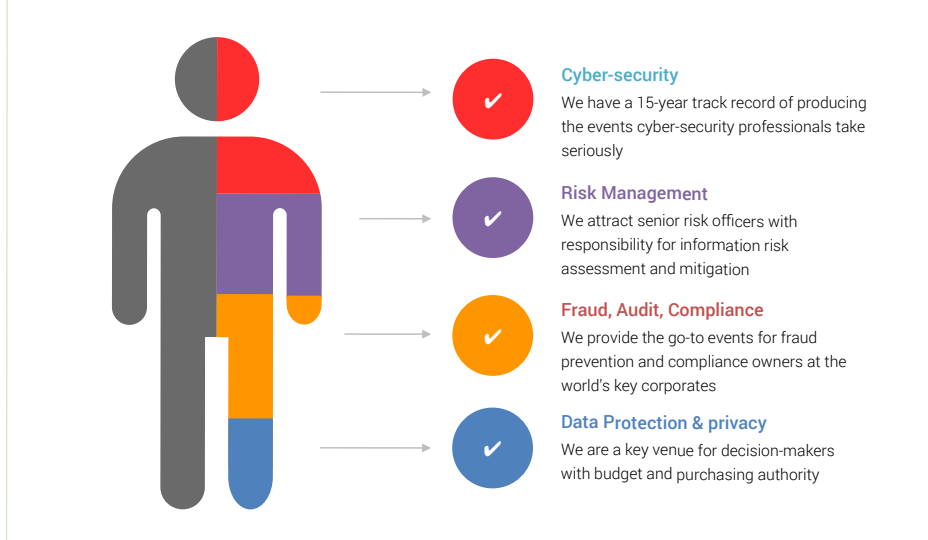 Cyber-security
We have a 15-year track record of producing
the events cyber-security professionals take
seriously
Risk Management
We attract senior risk officers with
responsibility for information risk
assessment and mitigation
Fraud, Audit, Compliance
We provide the go-to events for fraud
prevention and compliance owners at the
world's key corporates
Data Protection & privacy
We are a key venue for decision-makers
with budget and purchasing authority